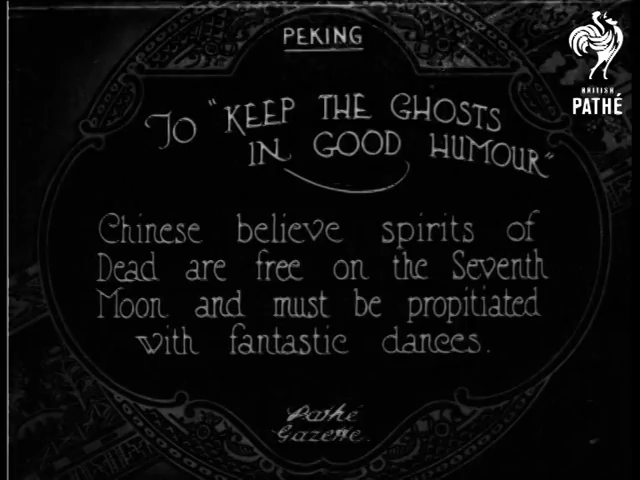 PEKING
BRITISH
PATHÉ
To "KEEP THE GHOSTS
IN GOOD HUMOUR"
Chinese believe spirits of
Dead are free on the Seventh
Moon and must be propitiated
with fantastic dances.
Pathé
Gazette.